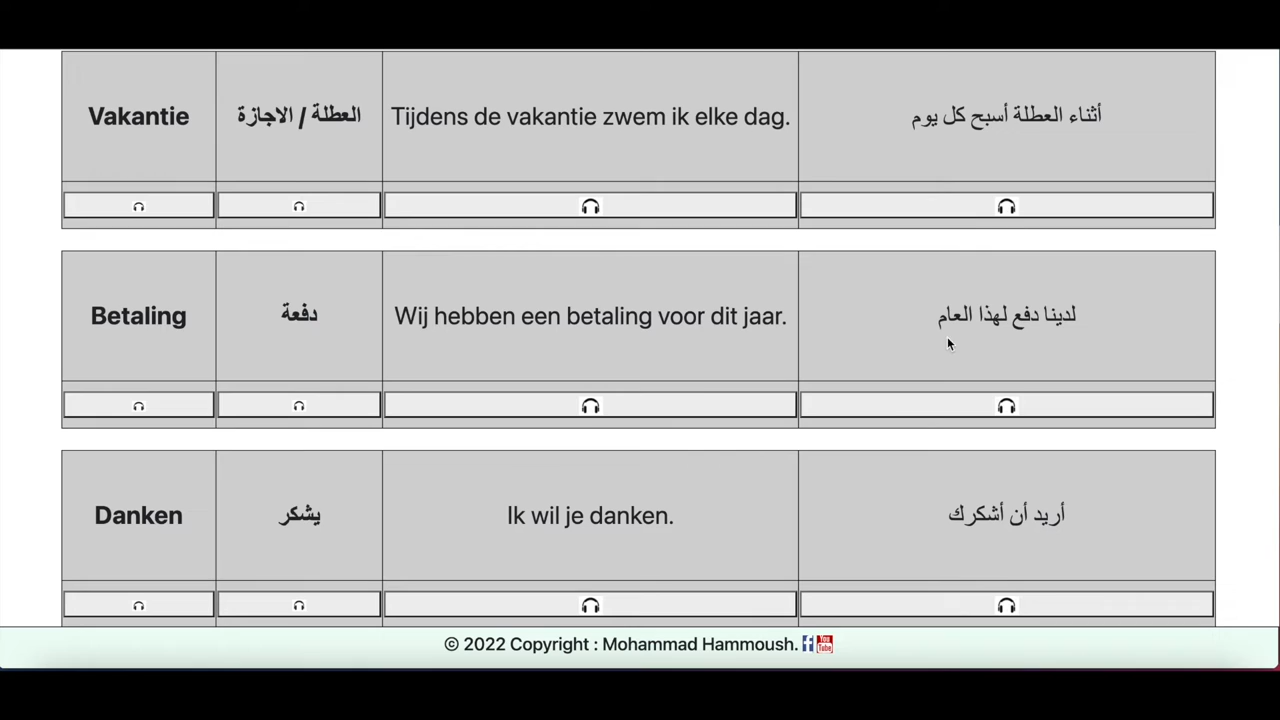 Vakantie
العطلة / الاجازة
Tijdens de vakantie zwem ik elke dag.
أثناء العطلة أسبح كل يوم
Betaling
دفعة
Wij hebben een betaling voor dit jaar.
لدينا دفع لهذا العام
Danken
يشكر
Ik wil je danken.
أريد أن أشكرك
© 2022 Copyright : Mohammad Hammoush. f You Tube